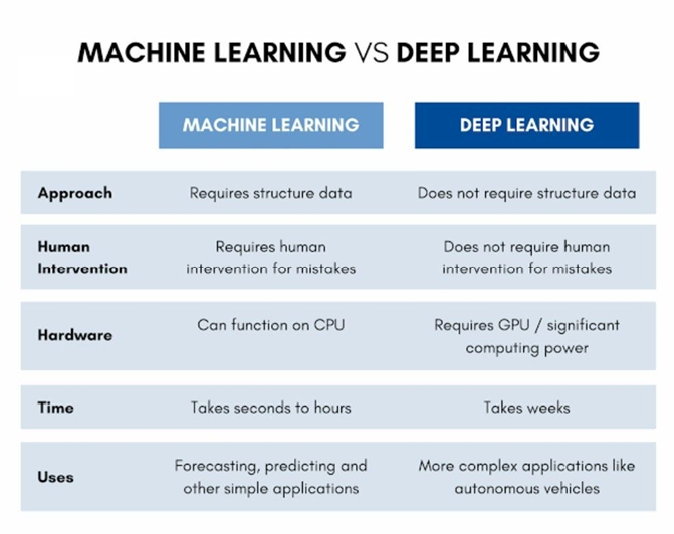 MACHINE LEARNING VS DEEP LEARNING
MACHINE LEARNING
DEEP LEARNING
Approach
Requires structure data
Does not require structure data
Human
Intervention
Requires human
intervention for mistakes
Does not require human
intervention for mistakes
Hardware
Can function on CPU
Requires GPU / significant
computing power
Time
Takes seconds to hours
Takes weeks
Uses
Forecasting, predicting and
other simple applications
More complex applications like
autonomous vehicles